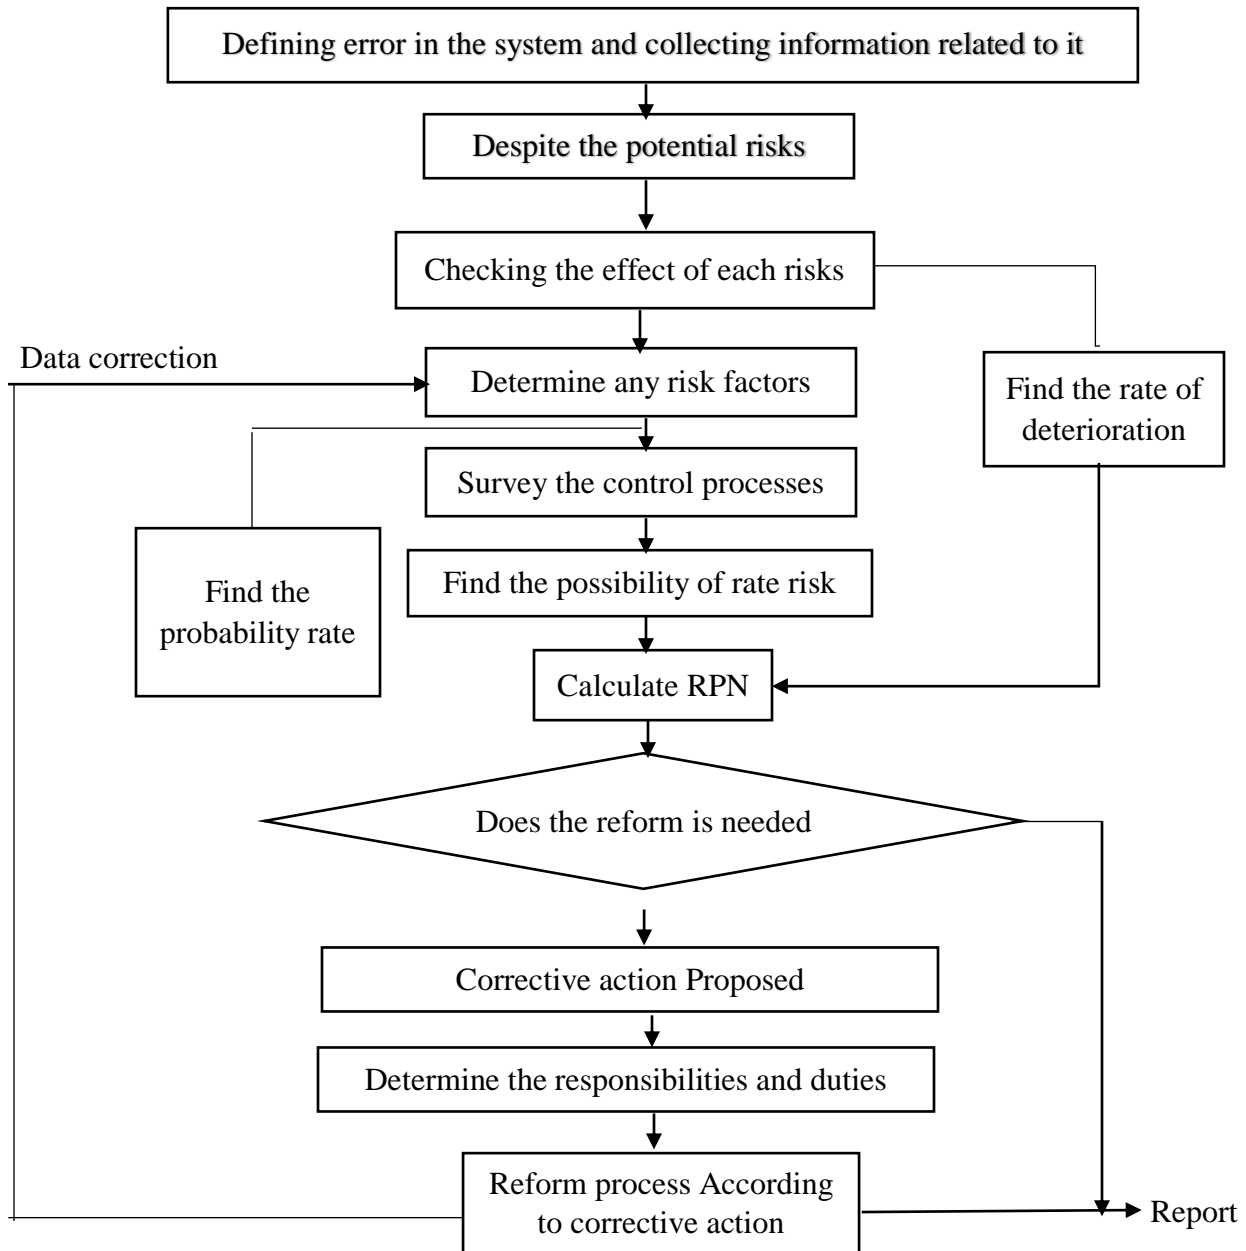 Defining error in the system and collecting information related to it
Despite the potential risks
Checking the effect of each risks
Data correction
Determine any risk factors
Find the rate of
deterioration
Survey the control processes
Find the
probability rate
Find the possibility of rate risk
Calculate RPN
Does the reform is needed
Corrective action Proposed
Determine the responsibilities and duties
Reform process According
to corrective action
Report